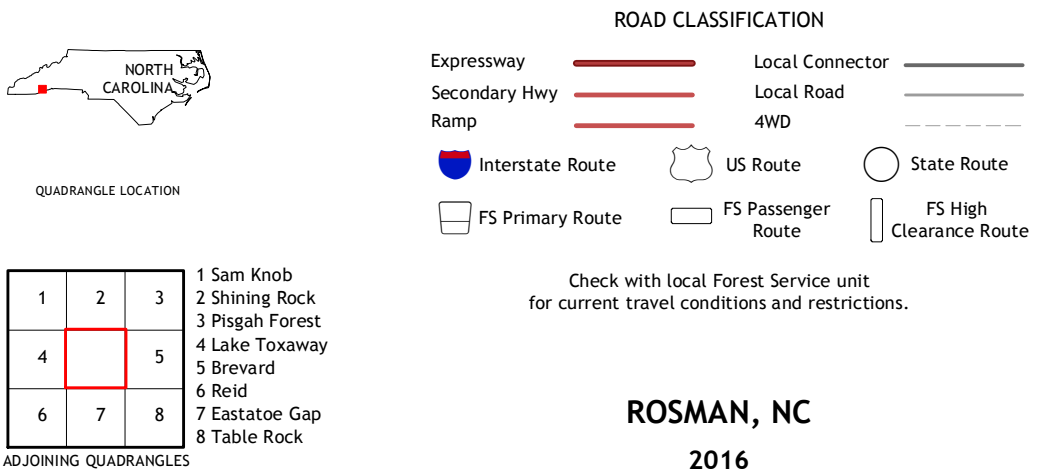 NORTH
CAROLINA
QUADRANGLE LOCATION
1 2 3
4 5
6 7 8
1 Sam Knob
2 Shining Rock
3 Pisgah Forest
4 Lake Toxaway
5 Brevard
6 Reid
7 Eastatoe Gap
8 Table Rock
ADJOINING QUADRANGLES
ROAD CLASSIFICATION
Expressway
Secondary Hwy
Ramp
Local Connector
Local Road
4WD
Interstate Route
US Route
State Route
FS Primary Route
FS Passenger
Route
FS High
Clearance Route
Check with local Forest Service unit
for current travel conditions and restrictions.
ROSMAN, NC
2016